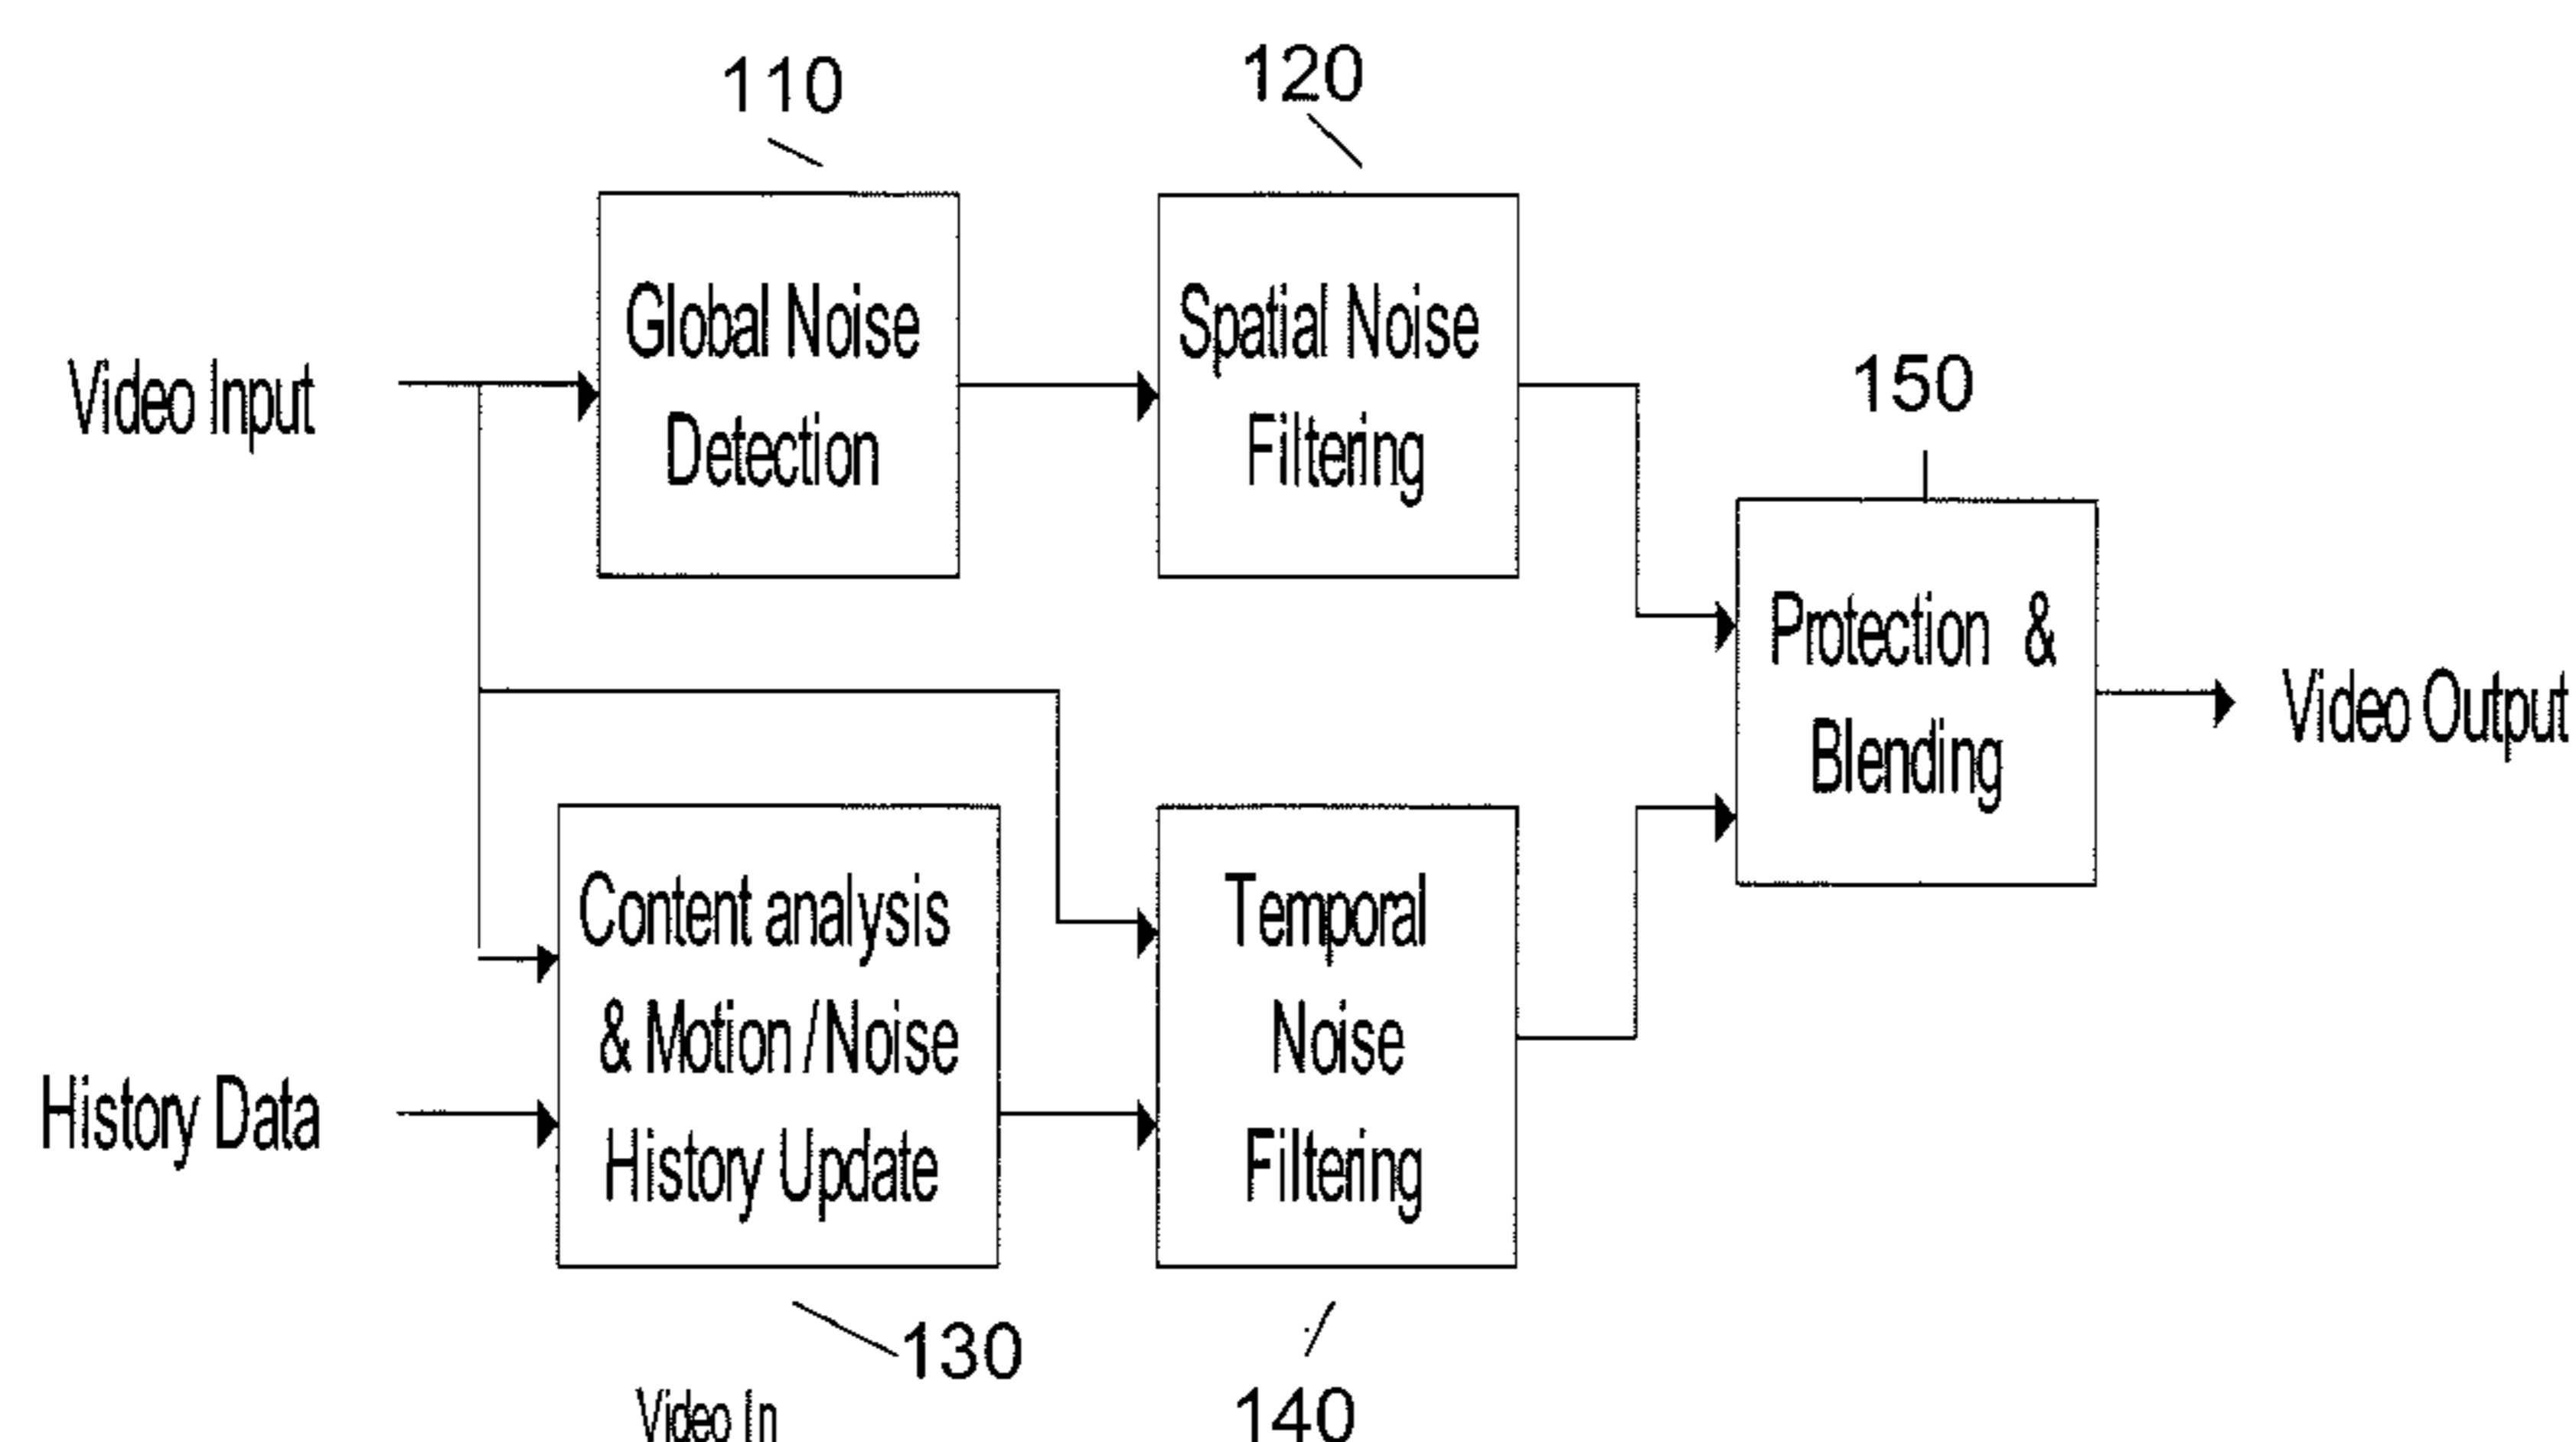 110
120
Global Noise
Detection
Spatial Noise
Filtering
Video Input
150
Protection &
Blending
Video Output
Content analysis
& Motion / Noise
History Update
Temporal
Noise
Filtering
History Data
130
140
Video In